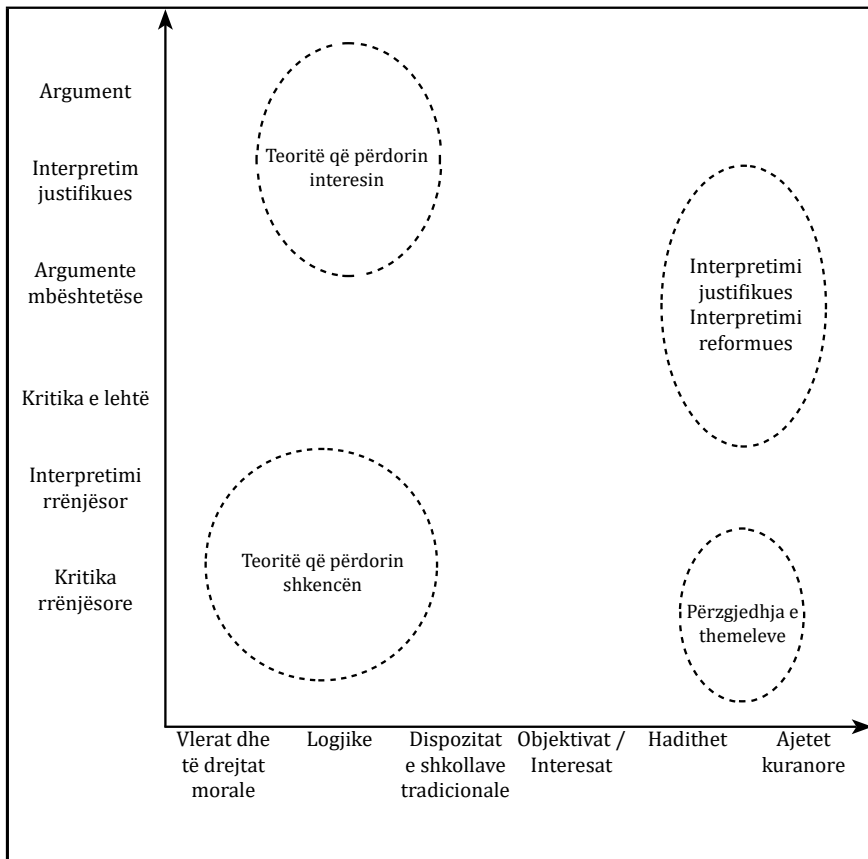 Argument
Interpretim
justifikues
Argumente
mbështetëse
Kritika e lehtë
Interpretimi
rrënjësor
Kritika
rrënjësore
Teoritë që përdorin
interesin
Interpretimi
justifikues
Interpretimi
reformues
Teoritë që përdorin
shkencën
Përzgjedhja e
themeleve
Vlerat dhe
të drejtat
morale
Logjike
Dispozitat
e shkollave
tradicionale
Objektivat /
Interesat
Hadithet
Ajetet
kuranore